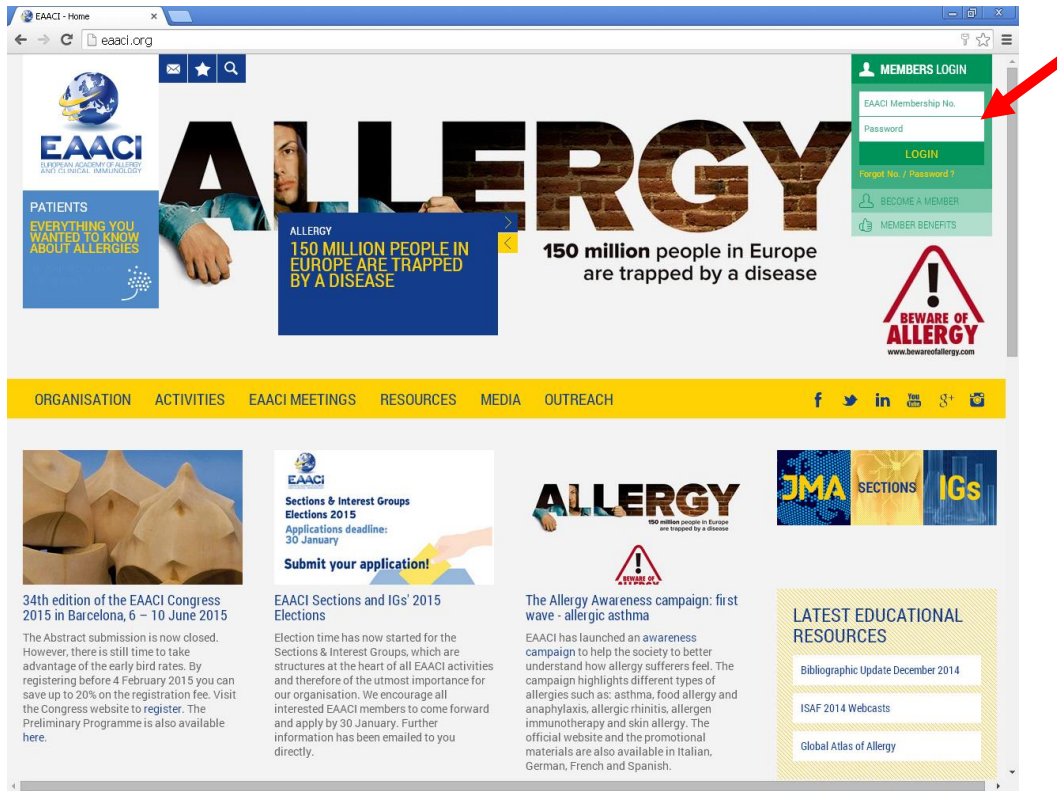 EAACI - Home
eaaci.org
EAACI
EUROPEAN ACADEMY OF ALLERGY
AND CLINICAL IMMUNOLOGY
PATIENTS
EVERYTHING YOU
WANTED TO KNOW
ABOUT ALLERGIES
ALLERGY
ALLERGY
150 MILLION PEOPLE IN
EUROPE ARE TRAPPED
BY A DISEASE
150 million people in Europe
are trapped by a disease
MEMBERS LOGIN
EAACI Membership No.
Password
LOGIN
Forgot No. / Password ?
BECOME A MEMBER
MEMBER BENEFITS
BEWARE OF
ALLERGY
www.bewareofallergy.com
ORGANISATION ACTIVITIES EAACI MEETINGS RESOURCES MEDIA OUTREACH
f in You Tube g+
34th edition of the EAACI Congress
2015 in Barcelona, 6 – 10 June 2015
The Abstract submission is now closed.
However, there is still time to take
advantage of the early bird rates. By
registering before 4 February 2015 you can
save up to 20% on the registration fee. Visit
the Congress website to register. The
Preliminary Programme is also available
here.
EAACI
Sections & Interest Groups
Elections 2015
Applications deadline:
30 January
Submit your application!
EAACI Sections and IGs' 2015
Elections
Election time has now started for the
Sections & Interest Groups, which are
structures at the heart of all EAACI activities
and therefore of the utmost importance for
our organisation. We encourage all
interested EAACI members to come forward
and apply by 30 January. Further
information has been emailed to you
directly.
ALLERGY
150 million people in Europe
are trapped by a disease
BEWARE OF
The Allergy Awareness campaign: first
wave - allergic asthma
EAACI has launched an awareness
campaign to help the society to better
understand how allergy sufferers feel. The
campaign highlights different types of
allergies such as: asthma, food allergy and
anaphylaxis, allergic rhinitis, allergen
immunotherapy and skin allergy. The
official website and the promotional
materials are also available in Italian,
German, French and Spanish.
JMA SECTIONS IGs
LATEST EDUCATIONAL
RESOURCES
Bibliographic Update December 2014
ISAF 2014 Webcasts
Global Atlas of Allergy